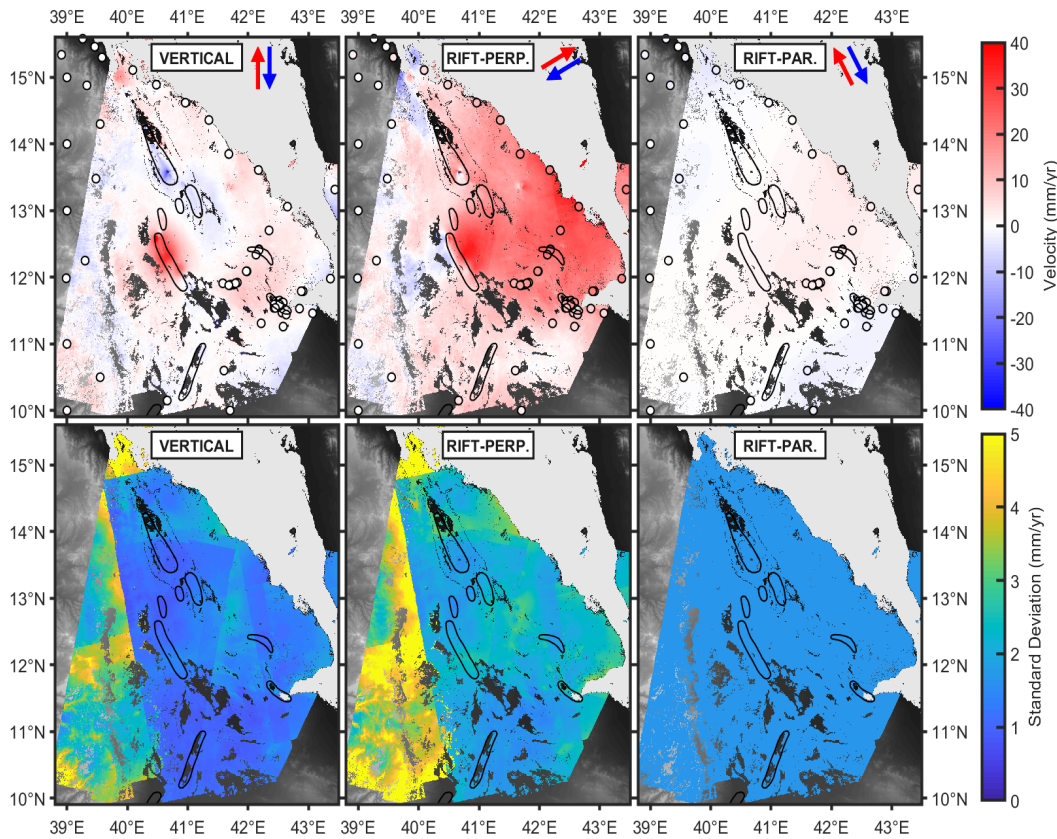 39°E 40°E 41°E 42°E 43°E 39°E 40°E 41°E 42°E 43°E 39°E 40°E 41°E 42°E 43°E
VERTICAL RIFT-PERP. RIFT-PAR.
15°N 15°N
14°N 14°N
13°N 13°N
12°N 12°N
11°N 11°N
10°N 10°N
40
30
20
10
0
-10
-20
-30
-40
Velocity (mm/yr)
VERTICAL RIFT-PERP. RIFT-PAR.
15°N 15°N
14°N 14°N
13°N 13°N
12°N 12°N
11°N 11°N
10°N 10°N
39°E 40°E 41°E 42°E 43°E 39°E 40°E 41°E 42°E 43°E 39°E 40°E 41°E 42°E 43°E
5
4
3
2
1
0
Standard Deviation (mm/yr)